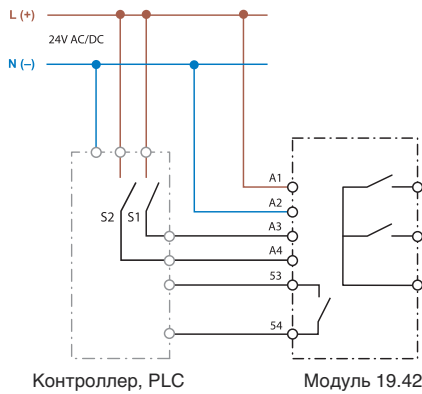 L (+)
24V AC/DC
N (–)
A1
A2
S2
S1
A3
A4
53
54
Контроллер, PLC
Модуль 19.42